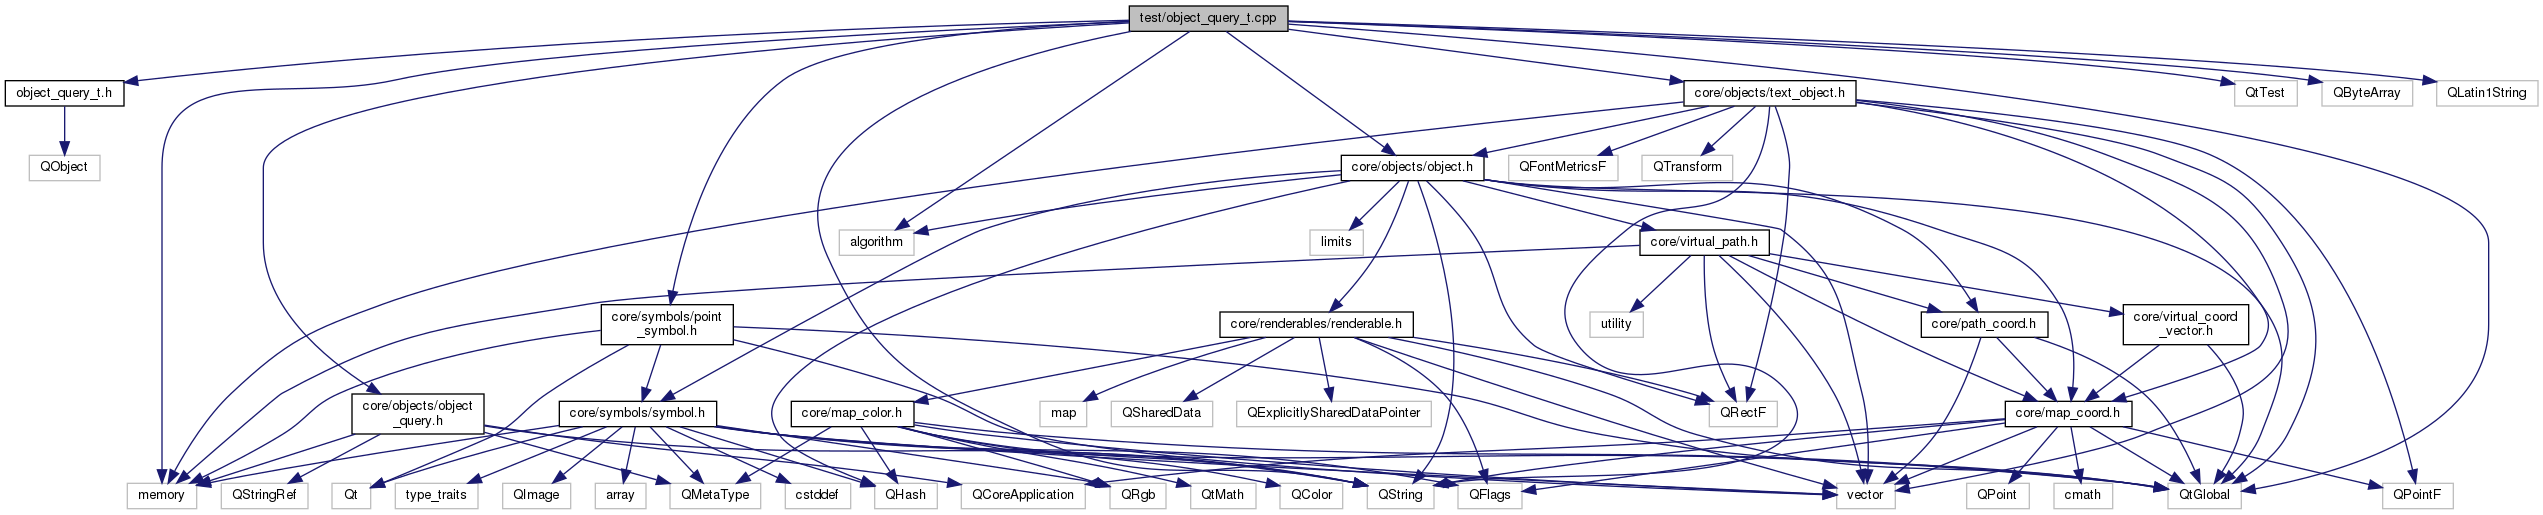 test/object_query_t.cpp
object_query_t.h
core/objects/text_object.h
QtTest
QByteArray
QLatin1String
QObject
core/objects/object.h
QFontMetricsF
QTransform
algorithm
limits
core/virtual_path.h
core/symbols/point
_symbol.h
core/renderables/renderable.h
utility
core/path_coord.h
core/virtual_coord
_vector.h
core/objects/object
_query.h
core/symbols/symbol.h
core/map_color.h
map
QSharedData
QExplicitlySharedDataPointer
QRectF
core/map_coord.h
memory
QStringRef
Qt
type_traits
QImage
array
QMetaType
cstddef
QHash
QCoreApplication
QRgb
QtMath
QColor
QString
QFlags
vector
QPoint
cmath
QtGlobal
QPointF